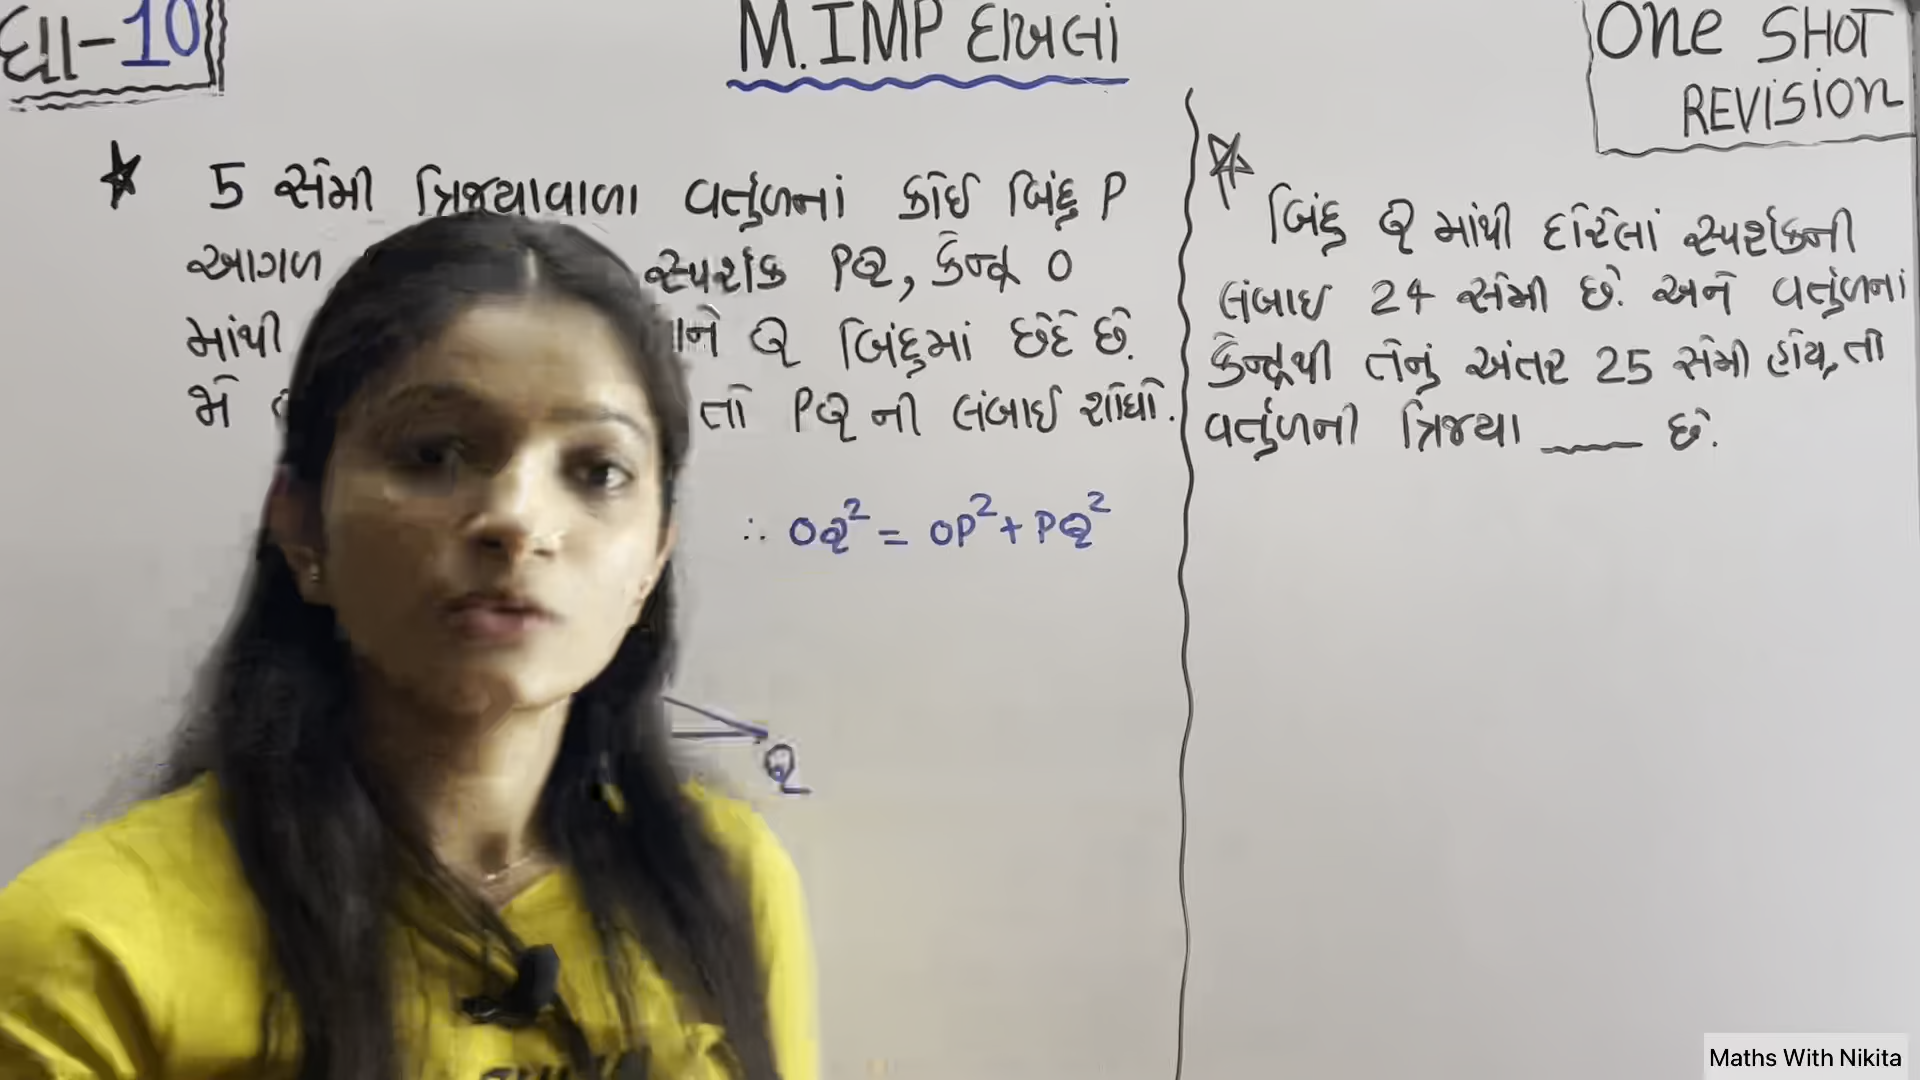 ધા-10
M. IMP દાખલાં
One SHOT
REVISION
5 સેમી ત્રિજ્યાવાળા વર્તુળનાં કોઈ બિંદુ P
આગળ સ્પર્શક PQ, કેન્દ્ર O
માંથી Q બિંદુમાં છેદે છે.
જો તો PQ ની લંબાઈ શોધો.
∴ OQ² = OP² + PQ²
Q
બિંદુ Q માંથી દોરેલાં સ્પર્શકની
લંબાઈ 24 સેમી છે. અને વર્તુળનાં
કેન્દ્રથી તેનું અંતર 25 સેમી હોય, તો
વર્તુળની ત્રિજ્યા ____ છે.
Maths With Nikita